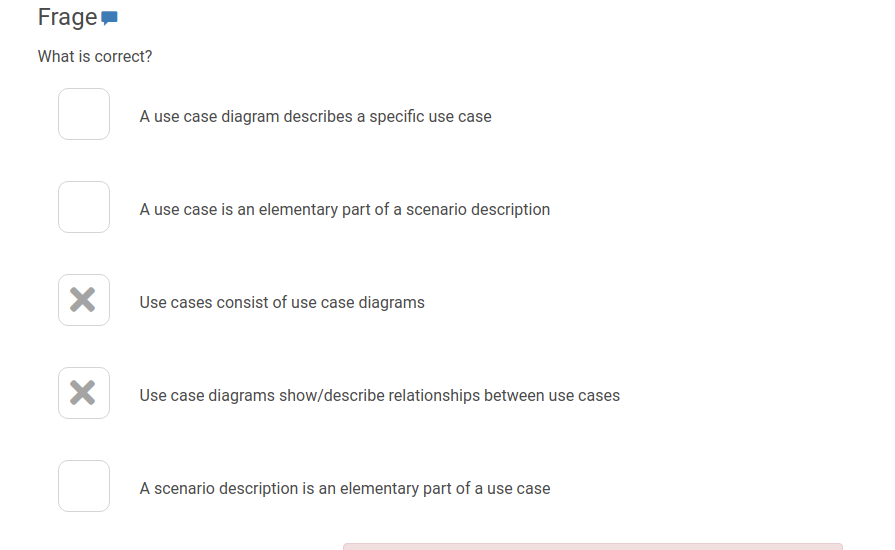 Frage
What is correct?
A use case diagram describes a specific use case
A use case is an elementary part of a scenario description
Use cases consist of use case diagrams
Use case diagrams show/describe relationships between use cases
A scenario description is an elementary part of a use case